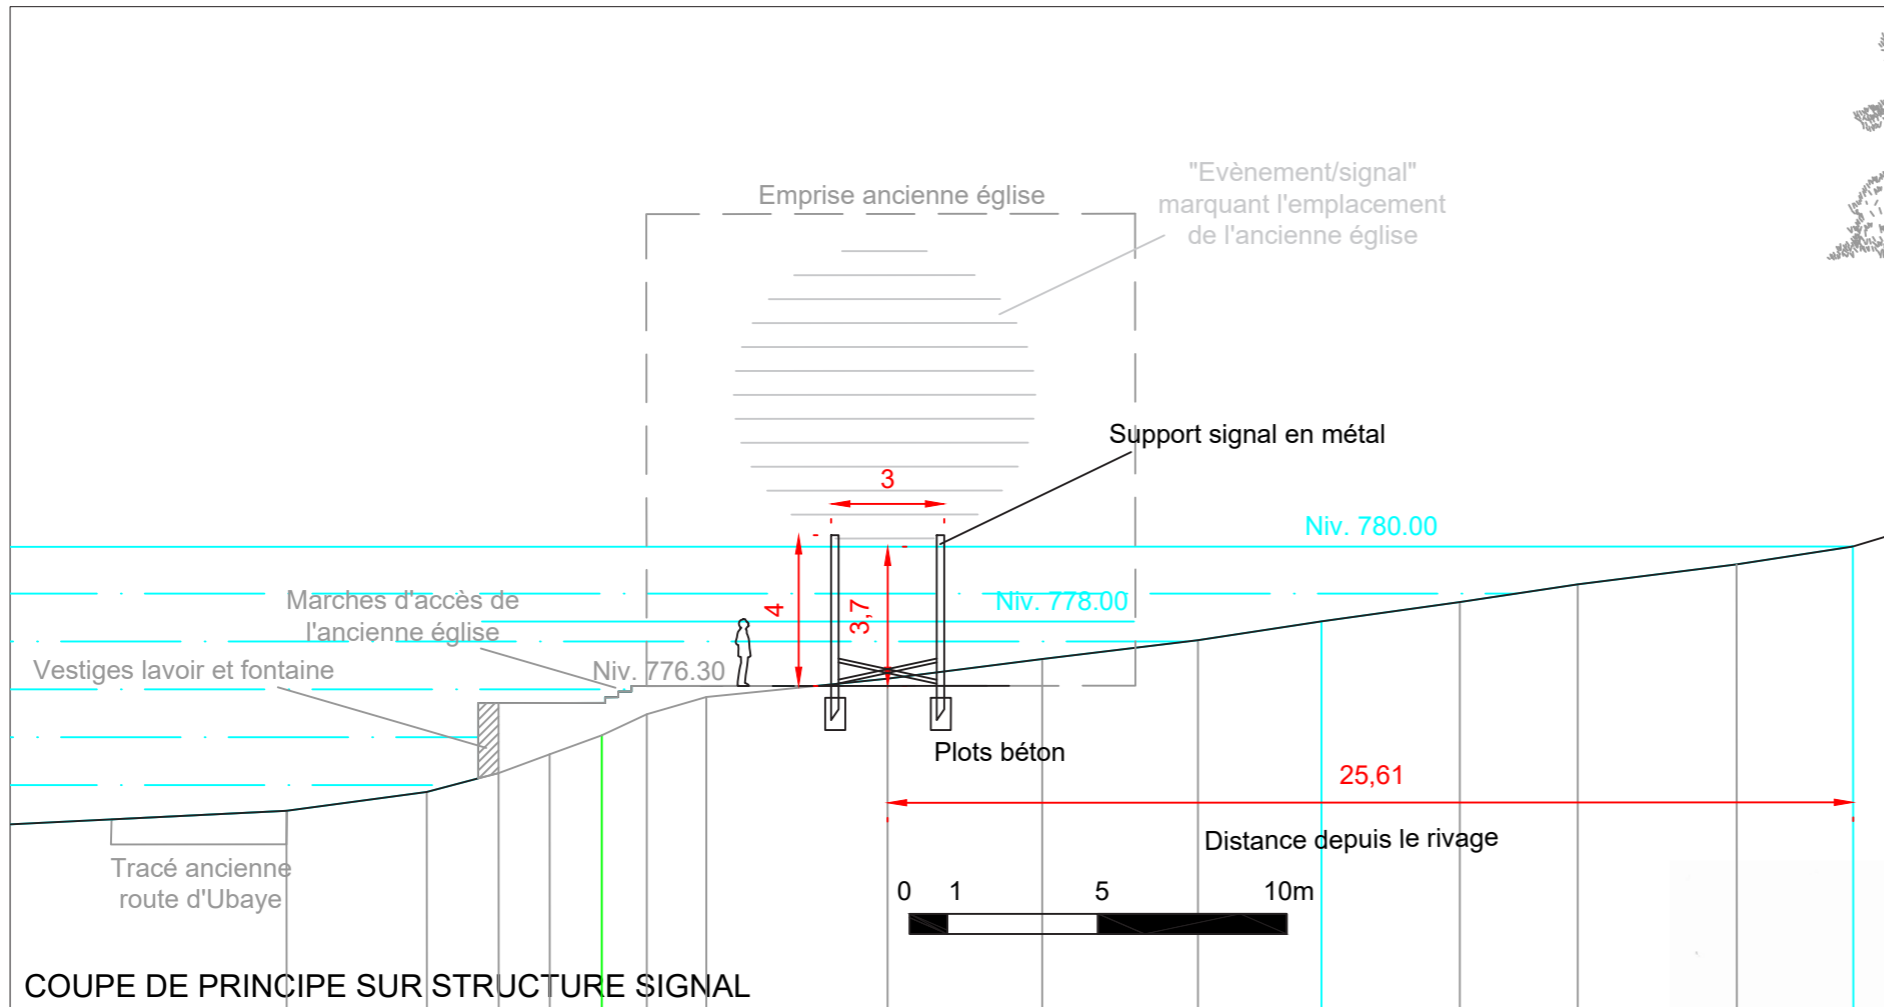 "Evènement/signal"
marquant l'emplacement
de l'ancienne église
Emprise ancienne église
Support signal en métal
3
Niv. 780.00
4
3,7
Niv. 778.00
Marches d'accès de
l'ancienne église
Vestiges lavoir et fontaine
Niv. 776.30
Plots béton
25,61
Distance depuis le rivage
Tracé ancienne
route d'Ubaye
0 1 5 10m
COUPE DE PRINCIPE SUR STRUCTURE SIGNAL